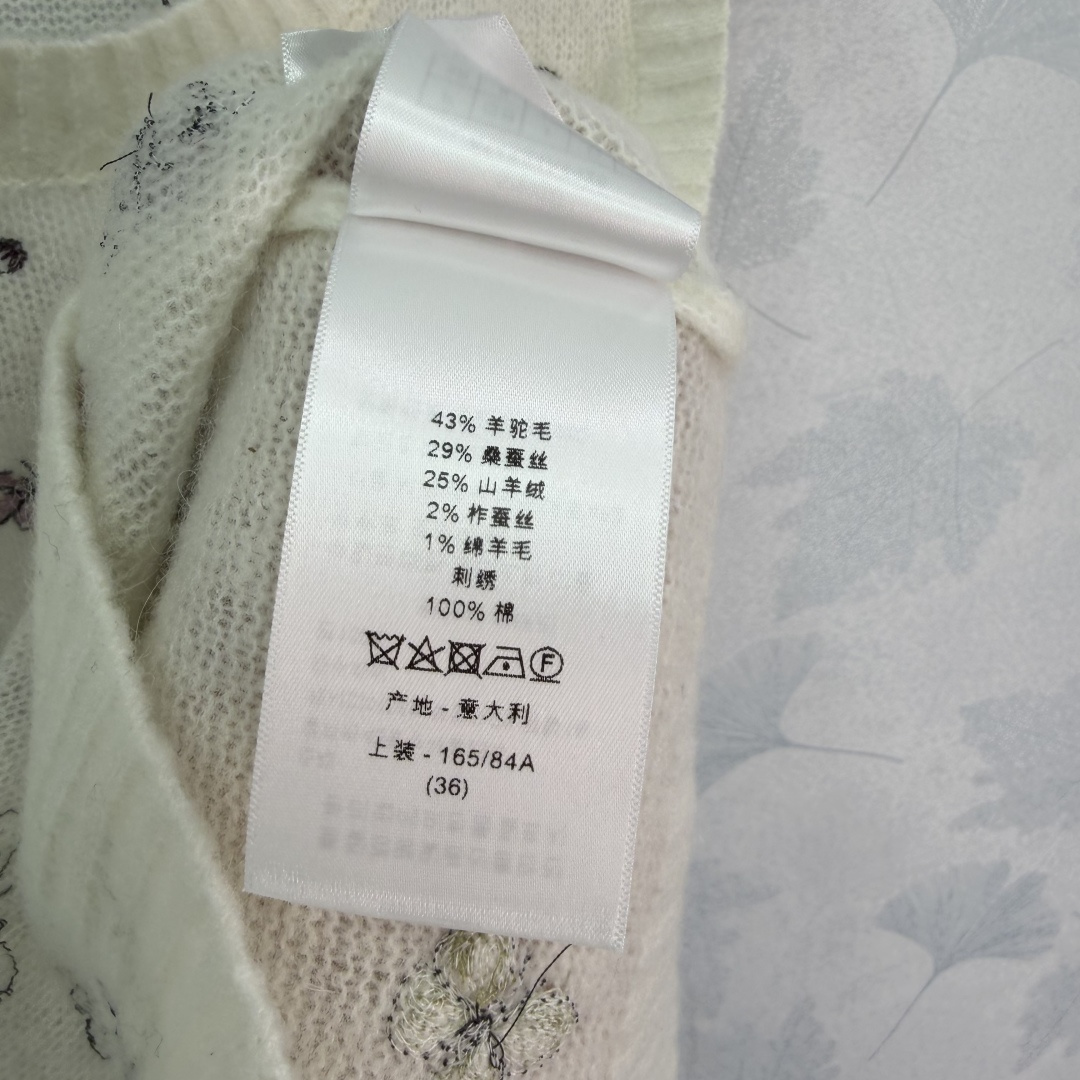 43% 羊驼毛
29% 桑蚕丝
25% 山羊绒
2% 柞蚕丝
1% 绵羊毛
刺绣
100% 棉
F
产地 - 意大利
上装 - 165/84A
(36)